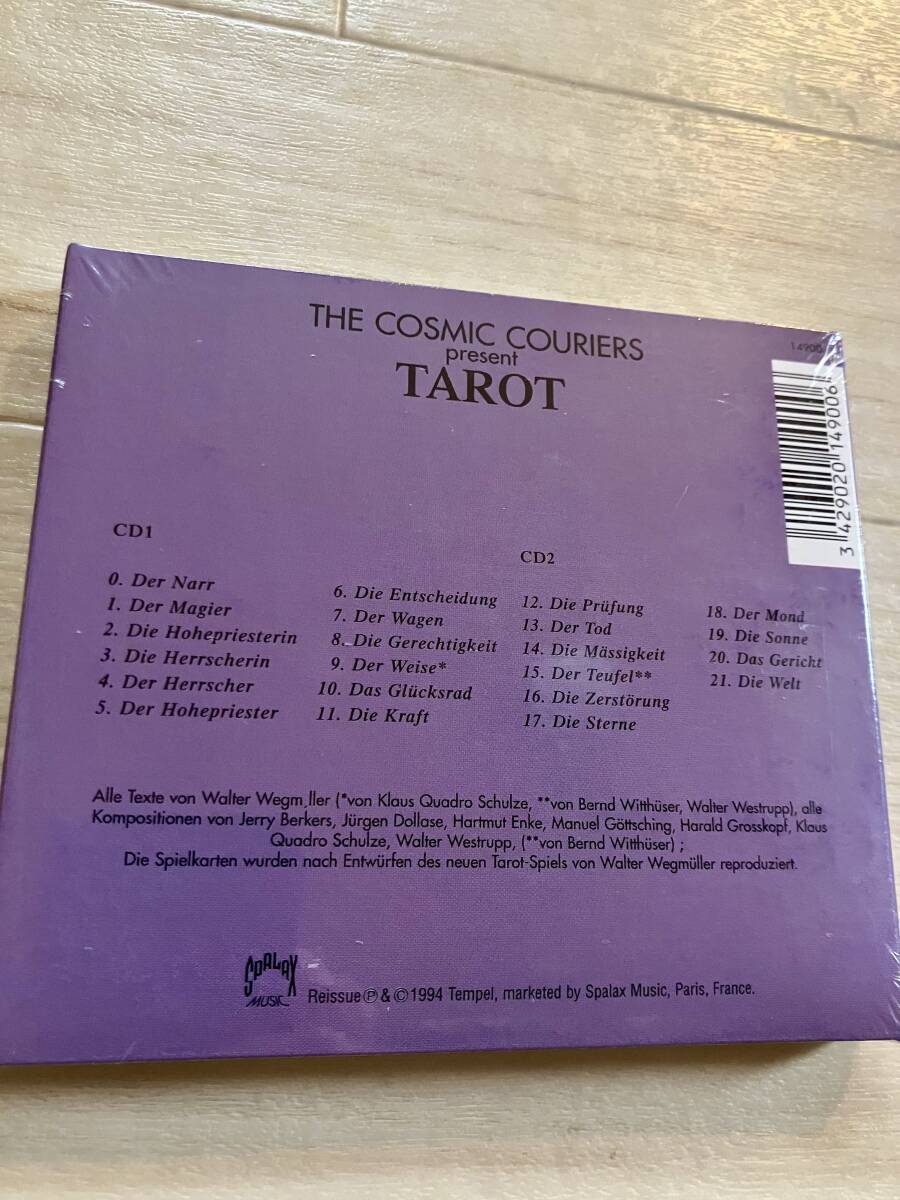 THE COSMIC COURIERS
present
TAROT
14900
3 429020 149006
CD1
0. Der Narr
1. Der Magier
2. Die Hohepriesterin
3. Die Herrscherin
4. Der Herrscher
5. Der Hohepriester
6. Die Entscheidung
7. Der Wagen
8. Die Gerechtigkeit
9. Der Weise*
10. Das Glücksrad
11. Die Kraft
CD2
12. Die Prüfung
13. Der Tod
14. Die Mässigkeit
15. Der Teufel**
16. Die Zerstörung
17. Die Sterne
18. Der Mond
19. Die Sonne
20. Das Gericht
21. Die Welt
Alle Texte von Walter Wegm¸ller (*von Klaus Quadro Schulze, **von Bernd Witthüser, Walter Westrupp), alle
Kompositionen von Jerry Berkers, Jürgen Dollase, Hartmut Enke, Manuel Göttsching, Harald Grosskopf, Klaus
Quadro Schulze, Walter Westrupp, (**von Bernd Witthüser) ;
Die Spielkarten wurden nach Entwürfen des neuen Tarot-Spiels von Walter Wegmüller reproduziert.
SPALAX
MUSIC
Reissue ℗ & © 1994 Tempel, marketed by Spalax Music, Paris, France.